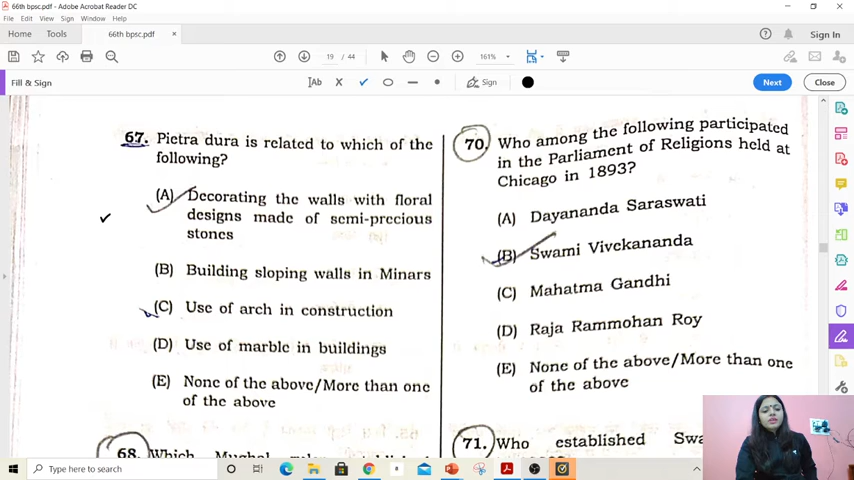 66th bpsc.pdf - Adobe Acrobat Reader DC
File Edit View Sign Window Help
Home Tools 66th bpsc.pdf × Sign In
19 / 44 161%
Fill & Sign Ab Sign Next Close
67. Pietra dura is related to which of the
following?
(A) Decorating the walls with floral
designs made of semi-precious
stones
(B) Building sloping walls in Minars
(C) Use of arch in construction
(D) Use of marble in buildings
(E) None of the above/More than one
of the above
68. Which Mughal
70. Who among the following participated
in the Parliament of Religions held at
Chicago in 1893?
(A) Dayananda Saraswati
(B) Swami Vivekananda
(C) Mahatma Gandhi
(D) Raja Rammohan Roy
(E) None of the above/More than one
of the above
71. Who established Swa
Type here to search